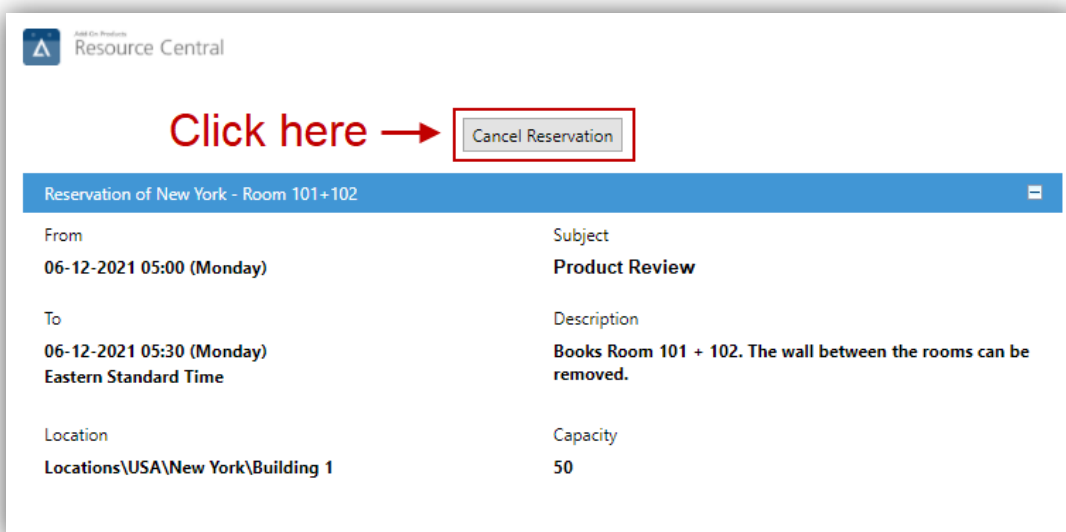 Add-On Products
Resource Central
Click here
Cancel Reservation
Reservation of New York - Room 101+102
From
06-12-2021 05:00 (Monday)
Subject
Product Review
To
06-12-2021 05:30 (Monday)
Eastern Standard Time
Description
Books Room 101 + 102. The wall between the rooms can be
removed.
Location
Locations\USA\New York\Building 1
Capacity
50